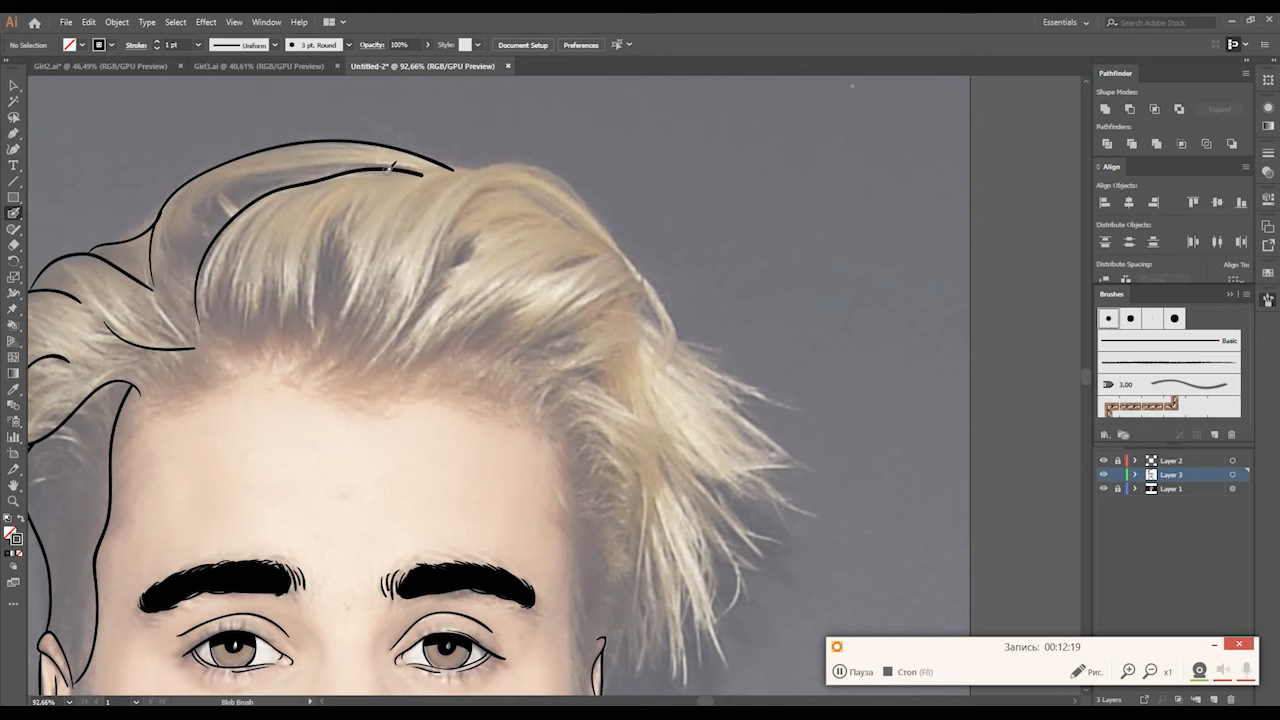 Ai File Edit Object Type Select Effect View Window Help Essentials Search Adobe Stock
No Selection Stroke: 1 pt Uniform 3 pt. Round Opacity: 100% Style: Document Setup Preferences
Girl2.ai* @ 46,49% (RGB/GPU Preview) × Girl3.ai @ 40,61% (RGB/GPU Preview) × Untitled-2* @ 92,66% (RGB/GPU Preview) ×
Pathfinder
Shape Modes:
Expand
Pathfinders:
Align
Align Objects:
Distribute Objects:
Distribute Spacing: Align To:
Brushes
Basic
3,00
Layer 2
Layer 3
Layer 1
Запись: 00:12:19
Пауза Стоп (F8) Рис. x1
92,66% 1 Blob Brush 3 Layers